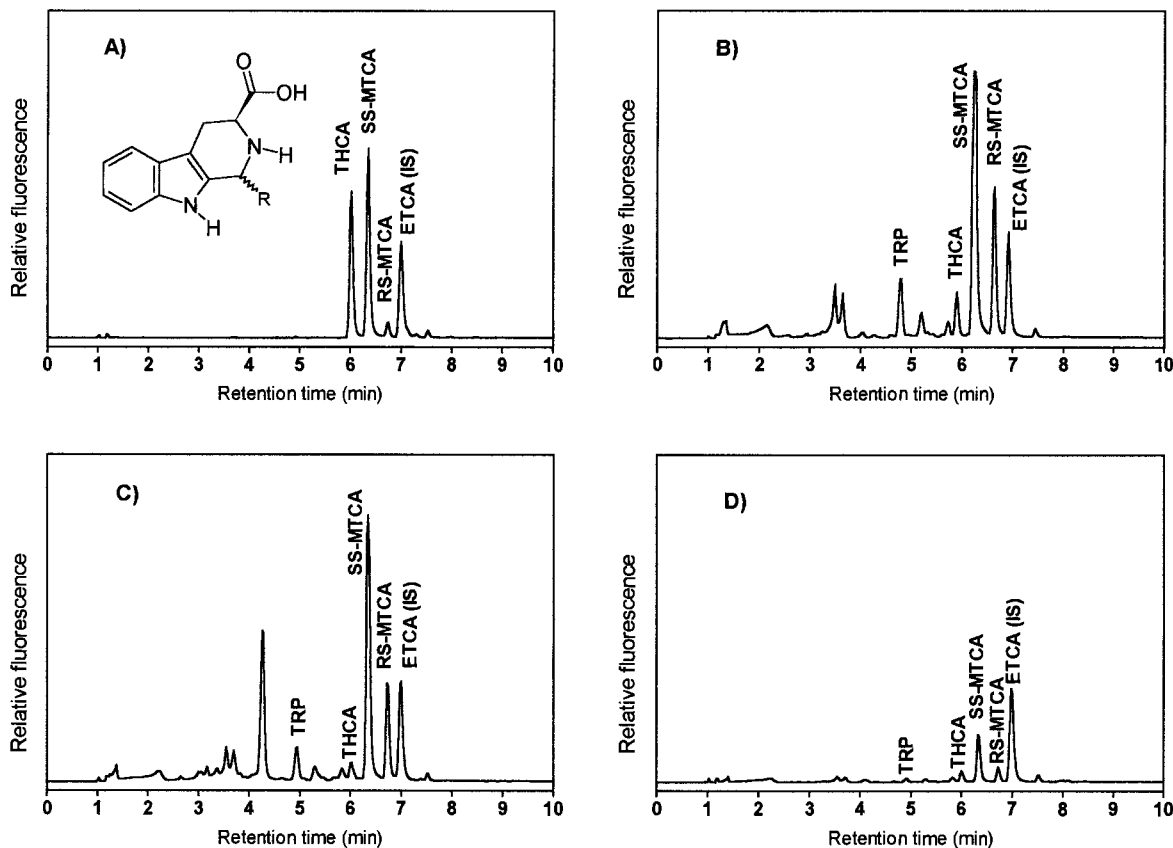 A)
O
OH
N-H
R
N
H
THCA
SS-MTCA
RS-MTCA
ETCA (IS)
Relative fluorescence
0 1 2 3 4 5 6 7 8 9 10
Retention time (min)
B)
TRP
THCA
SS-MTCA
RS-MTCA
ETCA (IS)
Relative fluorescence
0 1 2 3 4 5 6 7 8 9 10
Retention time (min)
C)
TRP
THCA
SS-MTCA
RS-MTCA
ETCA (IS)
Relative fluorescence
0 1 2 3 4 5 6 7 8 9 10
Retention time (min)
D)
TRP
THCA
SS-MTCA
RS-MTCA
ETCA (IS)
Relative fluorescence
0 1 2 3 4 5 6 7 8 9 10
Retention time (min)